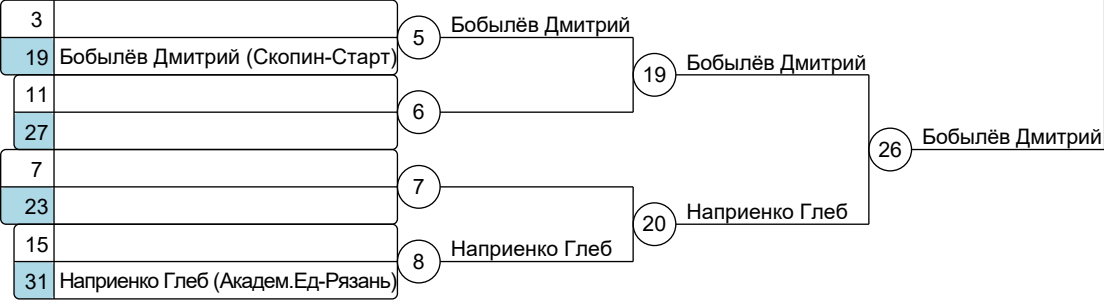 3
19 Бобылёв Дмитрий (Скопин-Старт)
11
27
7
23
15
31 Наприенко Глеб (Академ.Ед-Рязань)
5 Бобылёв Дмитрий
6
7
8 Наприенко Глеб
19 Бобылёв Дмитрий
20 Наприенко Глеб
26 Бобылёв Дмитрий